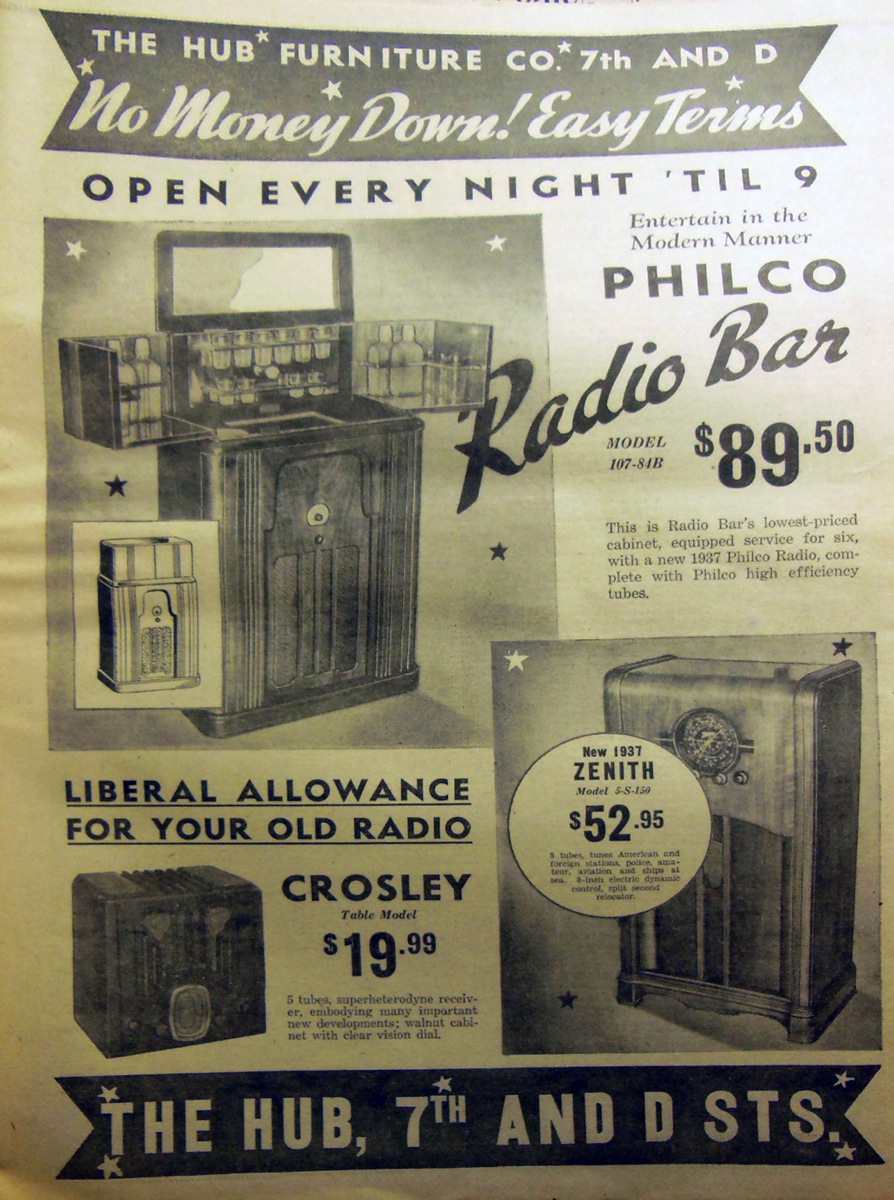 THE HUB FURNITURE CO. 7th AND D
No Money Down! Easy Terms
OPEN EVERY NIGHT 'TIL 9
Entertain in the
Modern Manner
PHILCO
Radio Bar
MODEL
107-84B
$89.50
This is Radio Bar's lowest-priced
cabinet, equipped service for six,
with a new 1937 Philco Radio, com-
plete with Philco high efficiency
tubes.
New 1937
ZENITH
Model 5-S-150
$52.95
5 tubes, tunes American and
foreign stations, police, ama-
teur, aviation and ships at
sea. 8-inch electric dynamic
control, split second
relocator.
LIBERAL ALLOWANCE
FOR YOUR OLD RADIO
CROSLEY
Table Model
$19.99
5 tubes, superheterodyne receiv-
er, embodying many important
new developments; walnut cabi-
net with clear vision dial.
THE HUB, 7TH AND D STS.